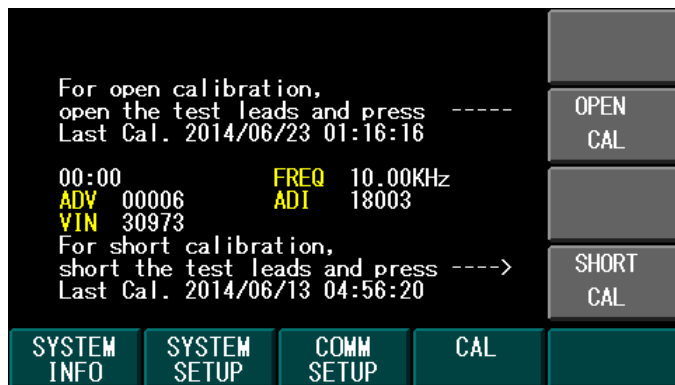 For open calibration,
open the test leads and press -----
Last Cal. 2014/06/23 01:16:16
OPEN
CAL
00:00 FREQ 10.00KHz
ADV 00006 ADI 18003
VIN 30973
For short calibration,
short the test leads and press ---->
Last Cal. 2014/06/13 04:56:20
SHORT
CAL
SYSTEM
INFO
SYSTEM
SETUP
COMM
SETUP
CAL